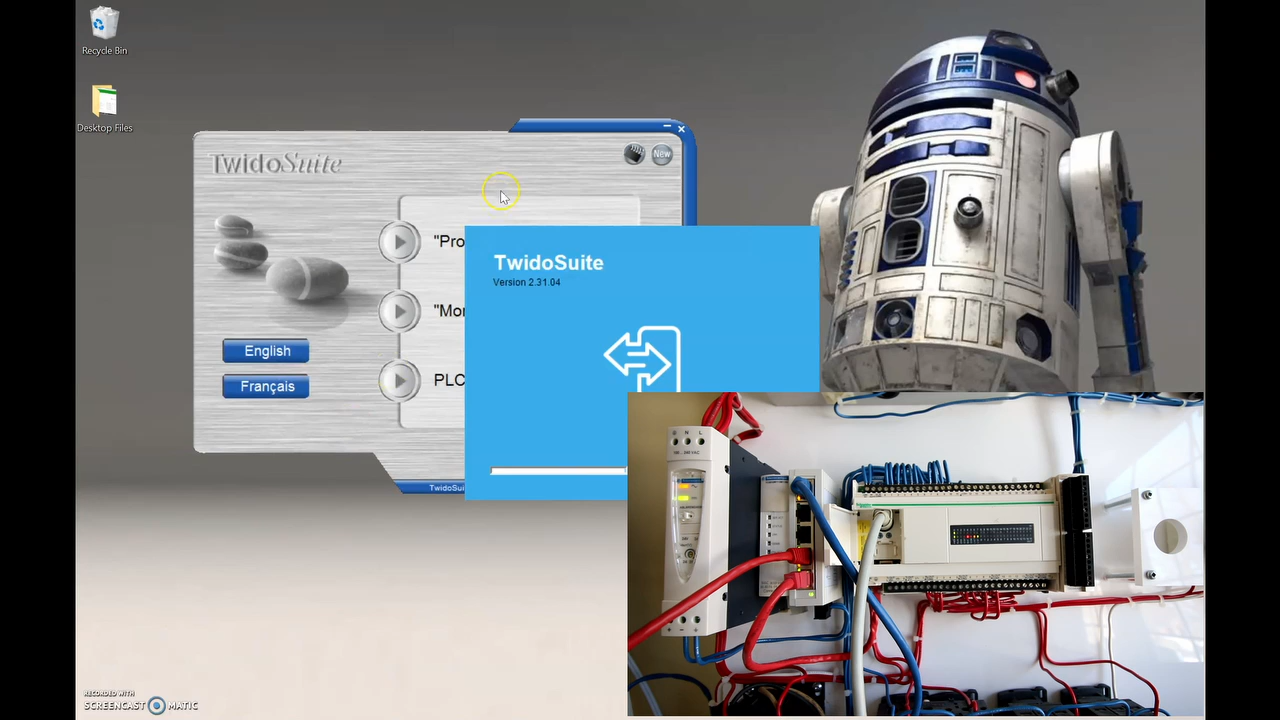 Recycle Bin
Desktop Files
TwidoSuite
New
"Pro
"Mon
PLC
English
Français
TwidoSuite
Version 2.31.04
TwidoSui
RECORDED WITH
SCREENCAST MATIC